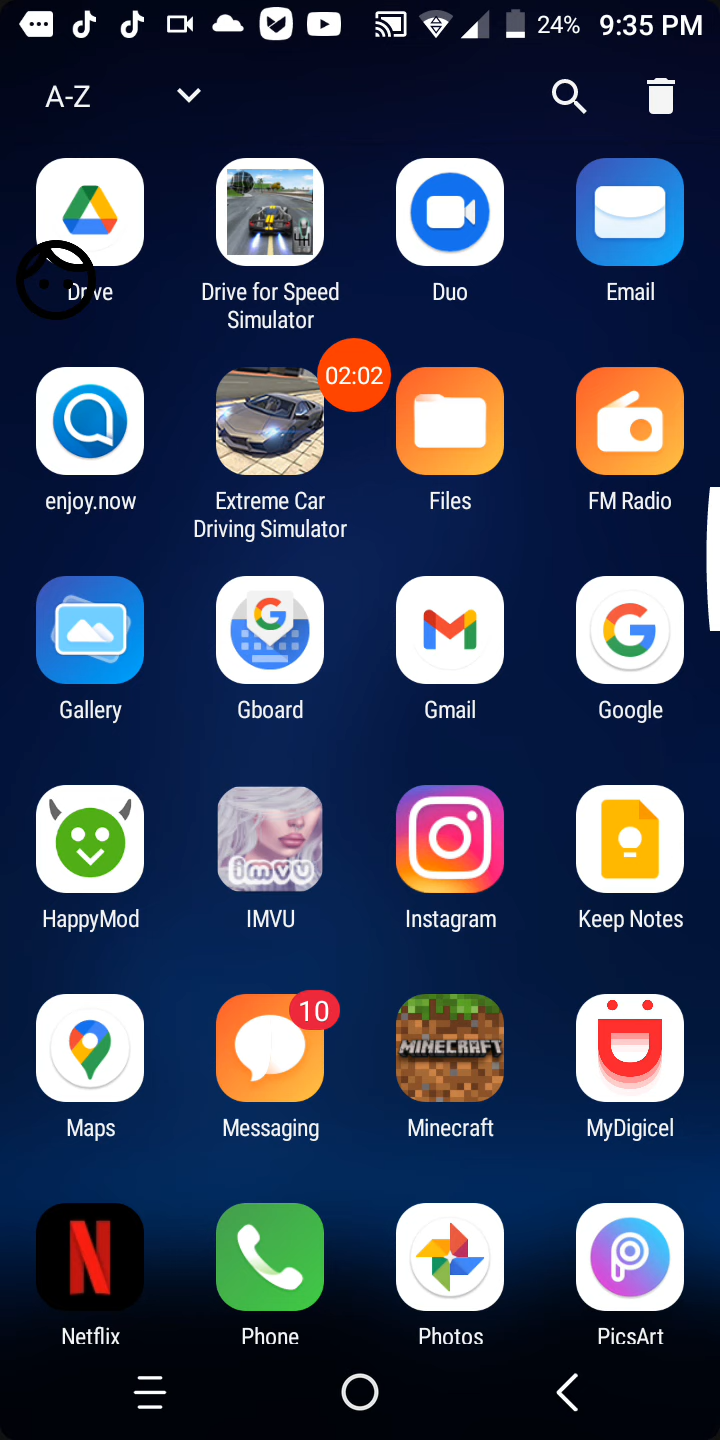 24% 9:35 PM
A-Z
Drive
Drive for Speed
Simulator
Duo
Email
02:02
enjoy.now
Extreme Car
Driving Simulator
Files
FM Radio
Gallery
Gboard
Gmail
Google
imvu
HappyMod
IMVU
Instagram
Keep Notes
10
MINECRAFT
Maps
Messaging
Minecraft
MyDigicel
Netflix
Phone
Photos
PicsArt